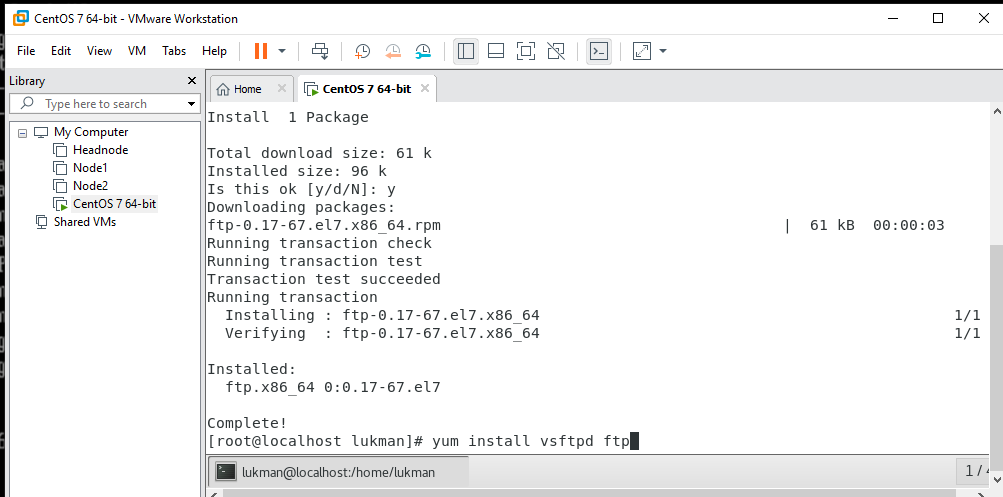 CentOS 7 64-bit - VMware Workstation
File Edit View VM Tabs Help
Library
Type here to search
My Computer
Headnode
Node1
Node2
CentOS 7 64-bit
Shared VMs
Home
CentOS 7 64-bit
Install  1 Package
Total download size: 61 k
Installed size: 96 k
Is this ok [y/d/N]: y
Downloading packages:
ftp-0.17-67.el7.x86_64.rpm | 61 kB 00:00:03
Running transaction check
Running transaction test
Transaction test succeeded
Running transaction
Installing : ftp-0.17-67.el7.x86_64 1/1
Verifying  : ftp-0.17-67.el7.x86_64 1/1
Installed:
ftp.x86_64 0:0.17-67.el7
Complete!
[root@localhost lukman]# yum install vsftpd ftp
lukman@localhost:/home/lukman
1 /